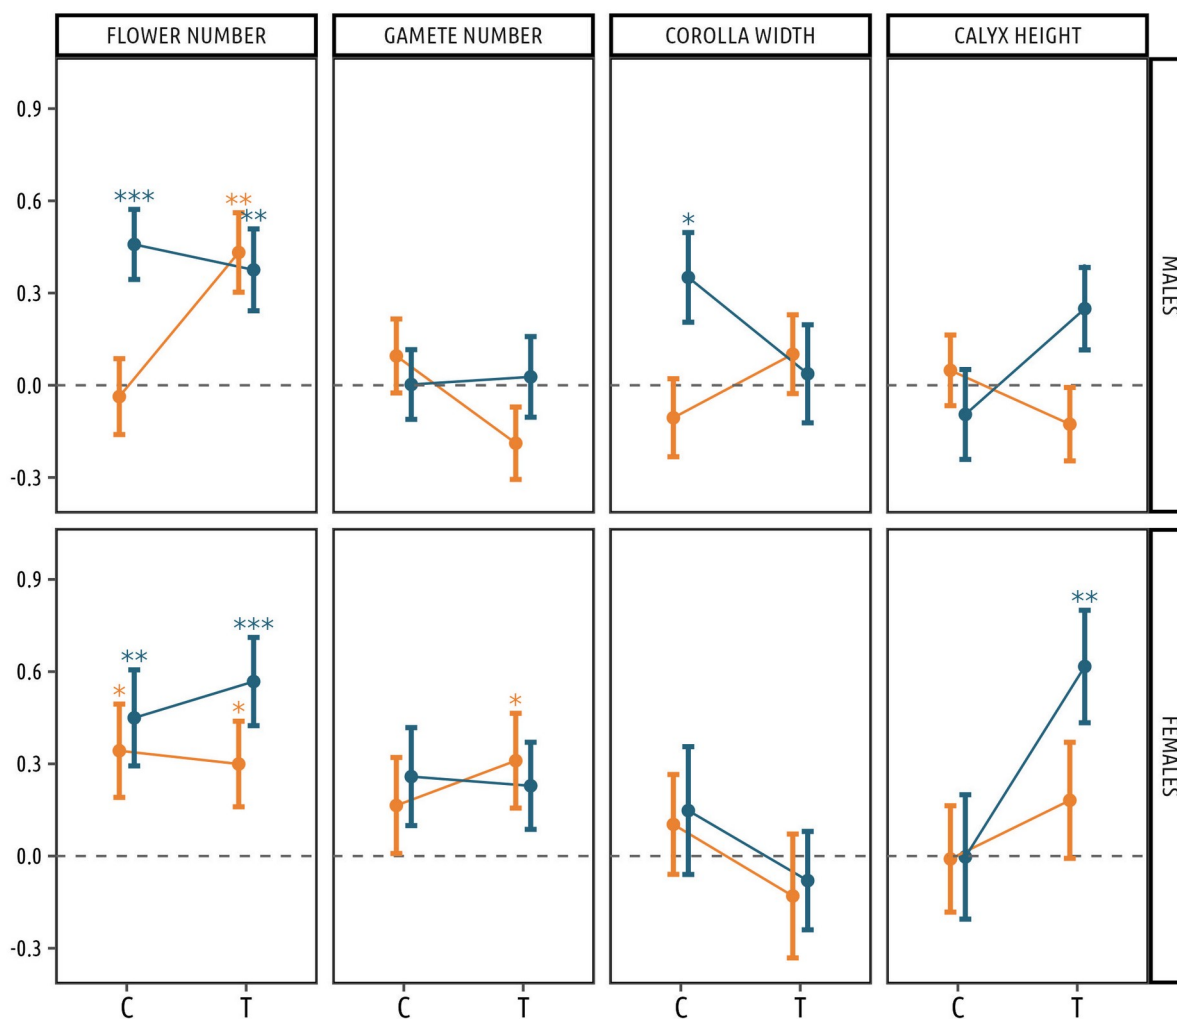 FLOWER NUMBER GAMETE NUMBER COROLLA WIDTH CALYX HEIGHT
0.9
0.6
0.3
0.0
-0.3
*** ** **
*
MALES
0.9
0.6
0.3
0.0
-0.3
* ** * ***
*
**
FEMALES
C T C T C T C T